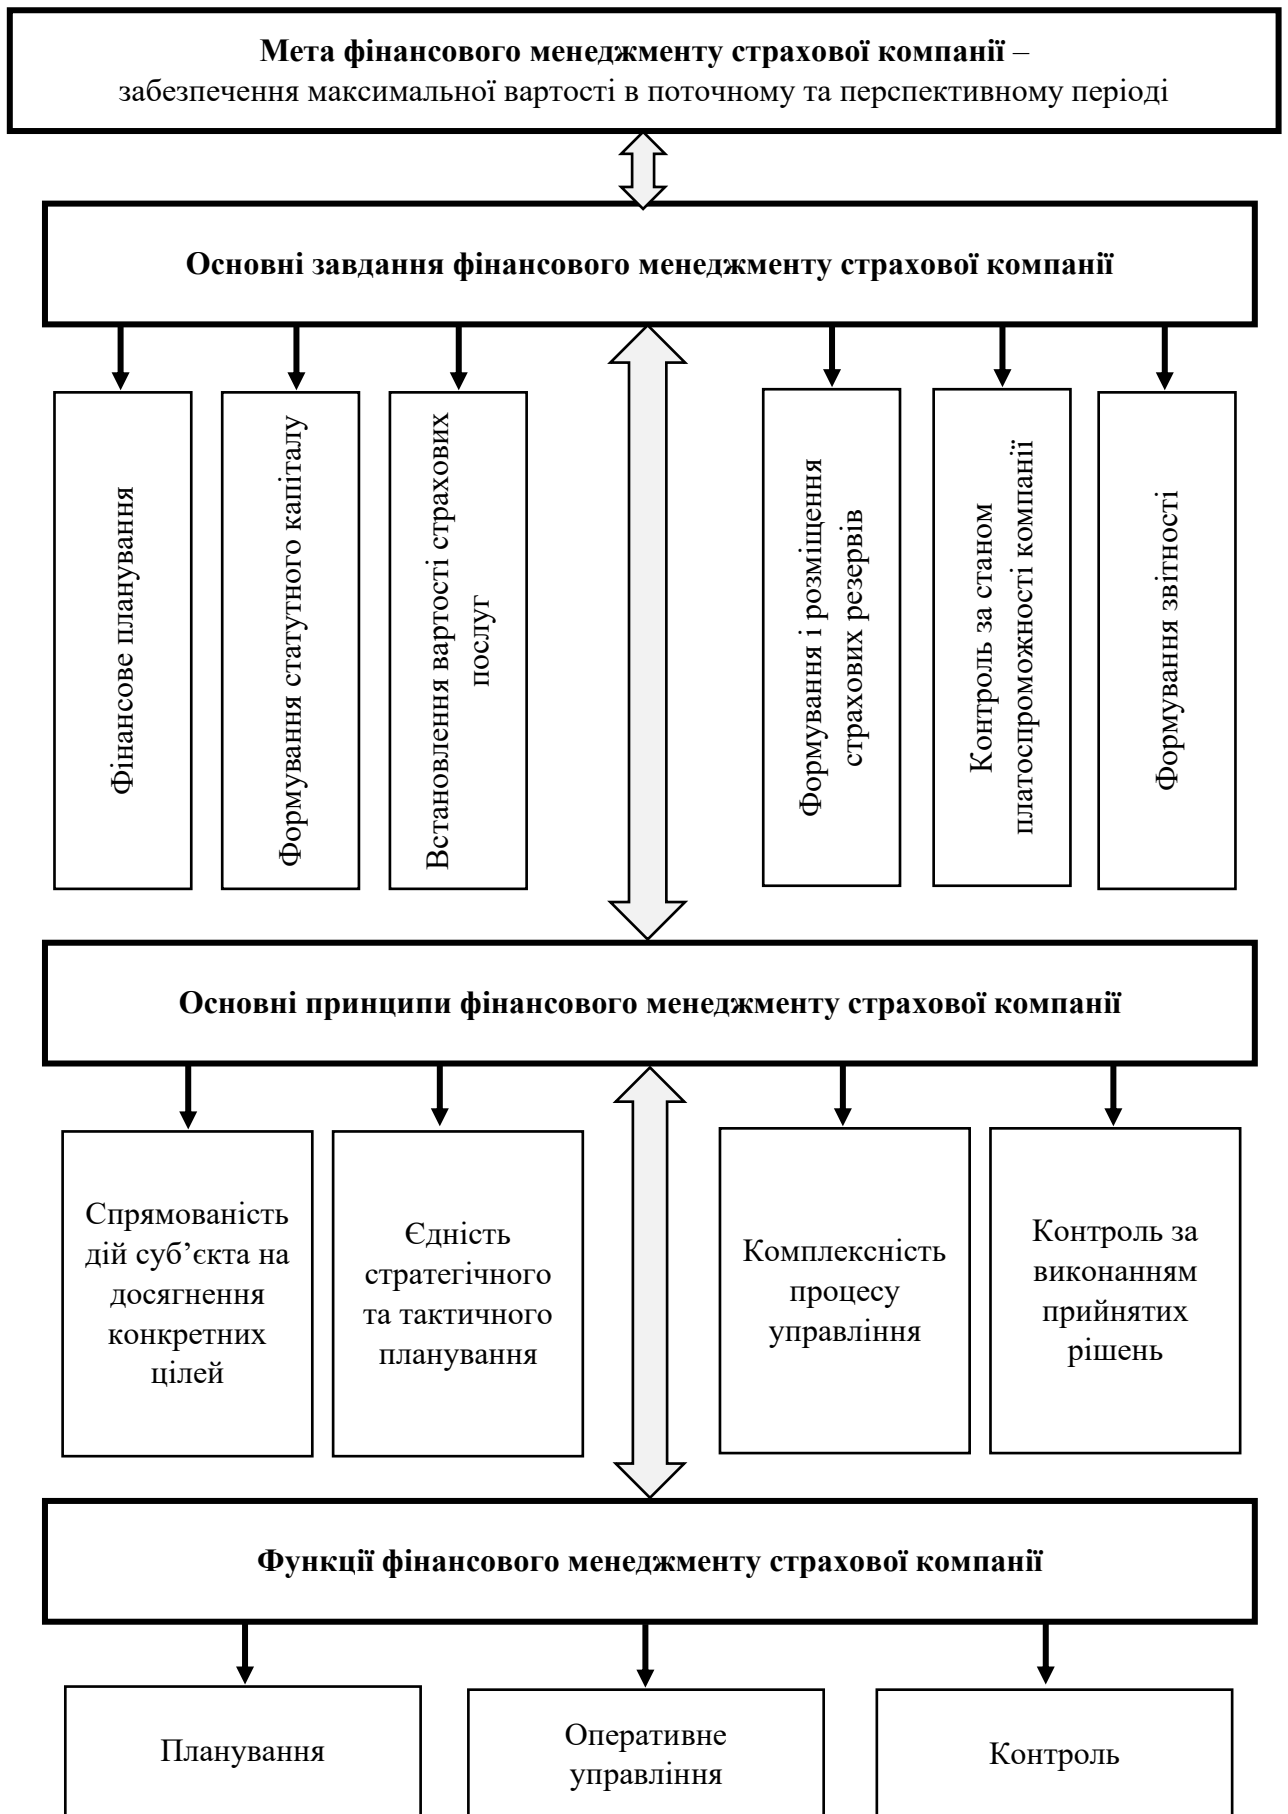 Мета фінансового менеджменту страхової компанії –
забезпечення максимальної вартості в поточному та перспективному періоді
Основні завдання фінансового менеджменту страхової компанії
Фінансове планування
Формування статутного капіталу
Встановлення вартості страхових
послуг
Формування і розміщення
страхових резервів
Контроль за станом
платоспроможності компанії
Формування звітності
Основні принципи фінансового менеджменту страхової компанії
Спрямованість
дій суб’єкта на
досягнення
конкретних
цілей
Єдність
стратегічного
та тактичного
планування
Комплексність
процесу
управління
Контроль за
виконанням
прийнятих
рішень
Функції фінансового менеджменту страхової компанії
Планування
Оперативне
управління
Контроль